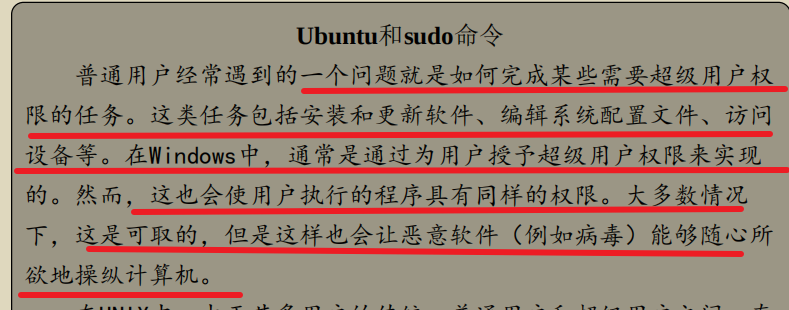 Ubuntu和sudo命令
普通用户经常遇到的一个问题就是如何完成某些需要超级用户权
限的任务。这类任务包括安装和更新软件、编辑系统配置文件、访问
设备等。在Windows中，通常是通过为用户授予超级用户权限来实现
的。然而，这也会使用户执行的程序具有同样的权限。大多数情况
下，这是可取的，但是这样也会让恶意软件（例如病毒）能够随心所
欲地操纵计算机。